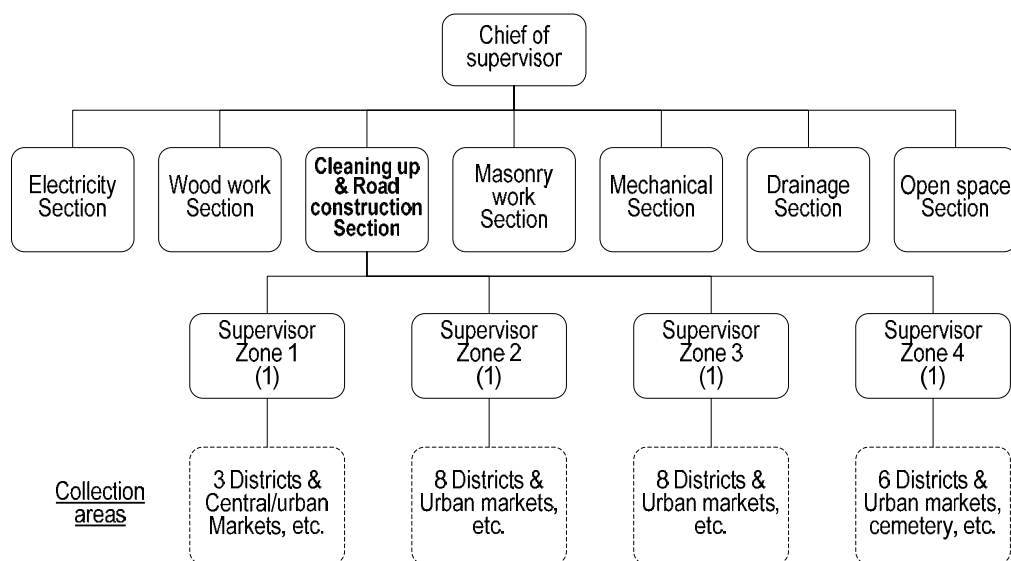 Chief of
supervisor
Electricity
Section
Wood work
Section
Cleaning up
& Road
construction
Section
Masonry
work
Section
Mechanical
Section
Drainage
Section
Open space
Section
Supervisor
Zone 1
(1)
Supervisor
Zone 2
(1)
Supervisor
Zone 3
(1)
Supervisor
Zone 4
(1)
Collection
areas
3 Districts &
Central/urban
Markets, etc.
8 Districts &
Urban markets,
etc.
8 Districts &
Urban markets,
etc.
6 Districts &
Urban markets,
cemetery, etc.